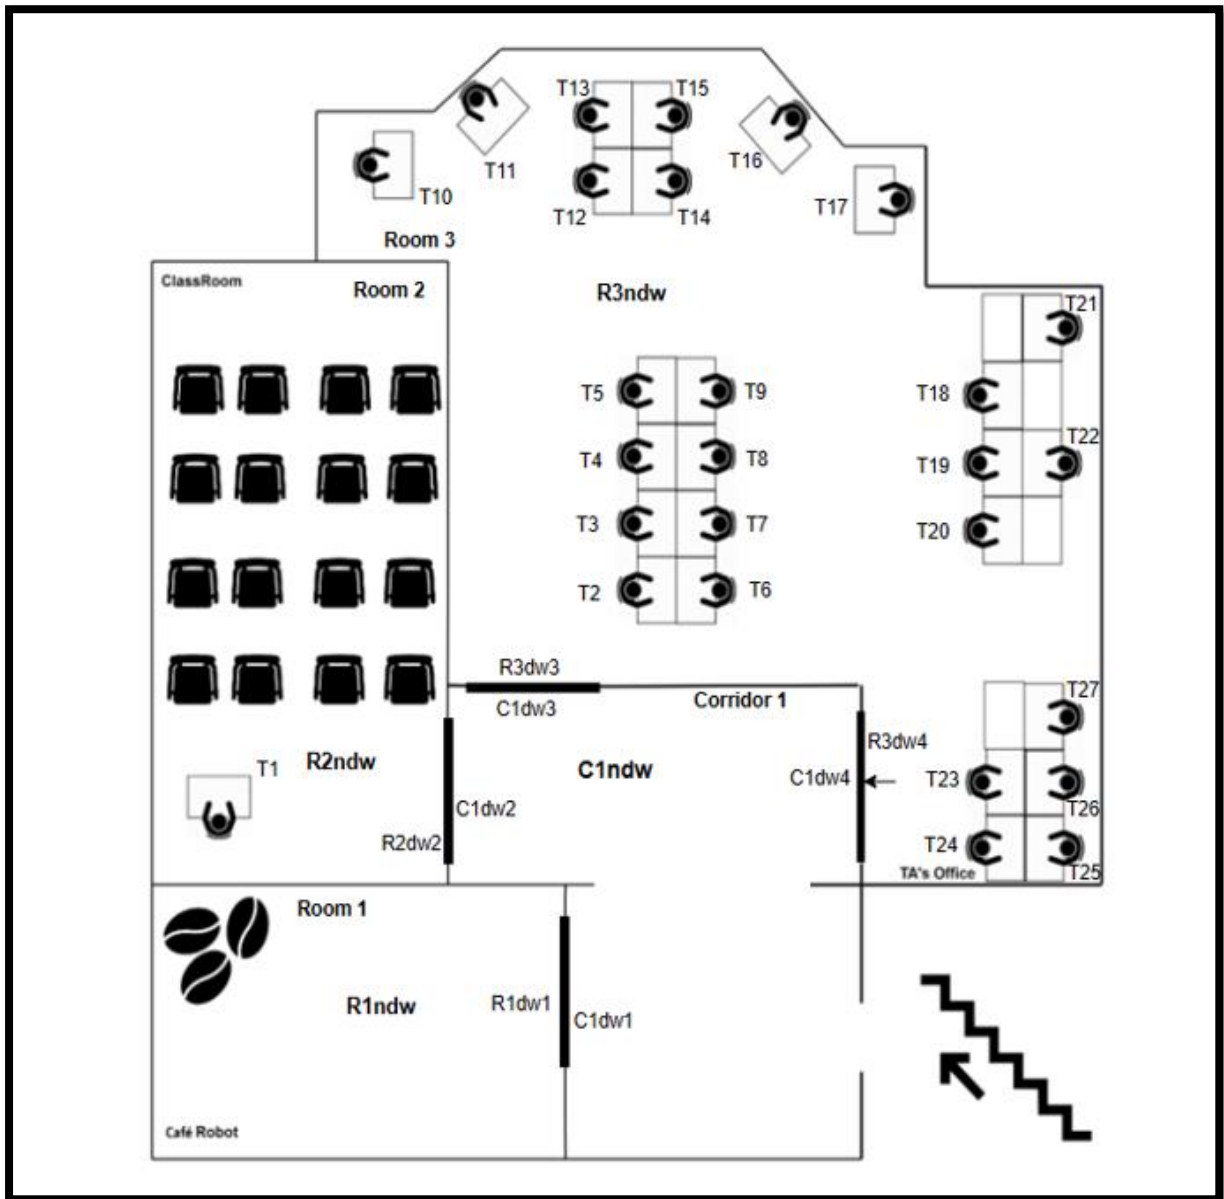 T13
T15
T11
T16
T10
T17
T12
T14
Room 3
ClassRoom
Room 2
R3ndw
T21
T5
T9
T18
T4
T8
T22
T19
T3
T7
T20
T2
T6
R3dw3
C1dw3
Corridor 1
T27
R3dw4
T1
R2ndw
C1ndw
C1dw4
T23
C1dw2
T26
R2dw2
T24
TA's Office
T25
Room 1
R1ndw
R1dw1
C1dw1
Café Robot